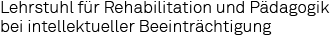 Lehrstuhl für Rehabilitation und Pädagogik
bei intellektueller Beeinträchtigung